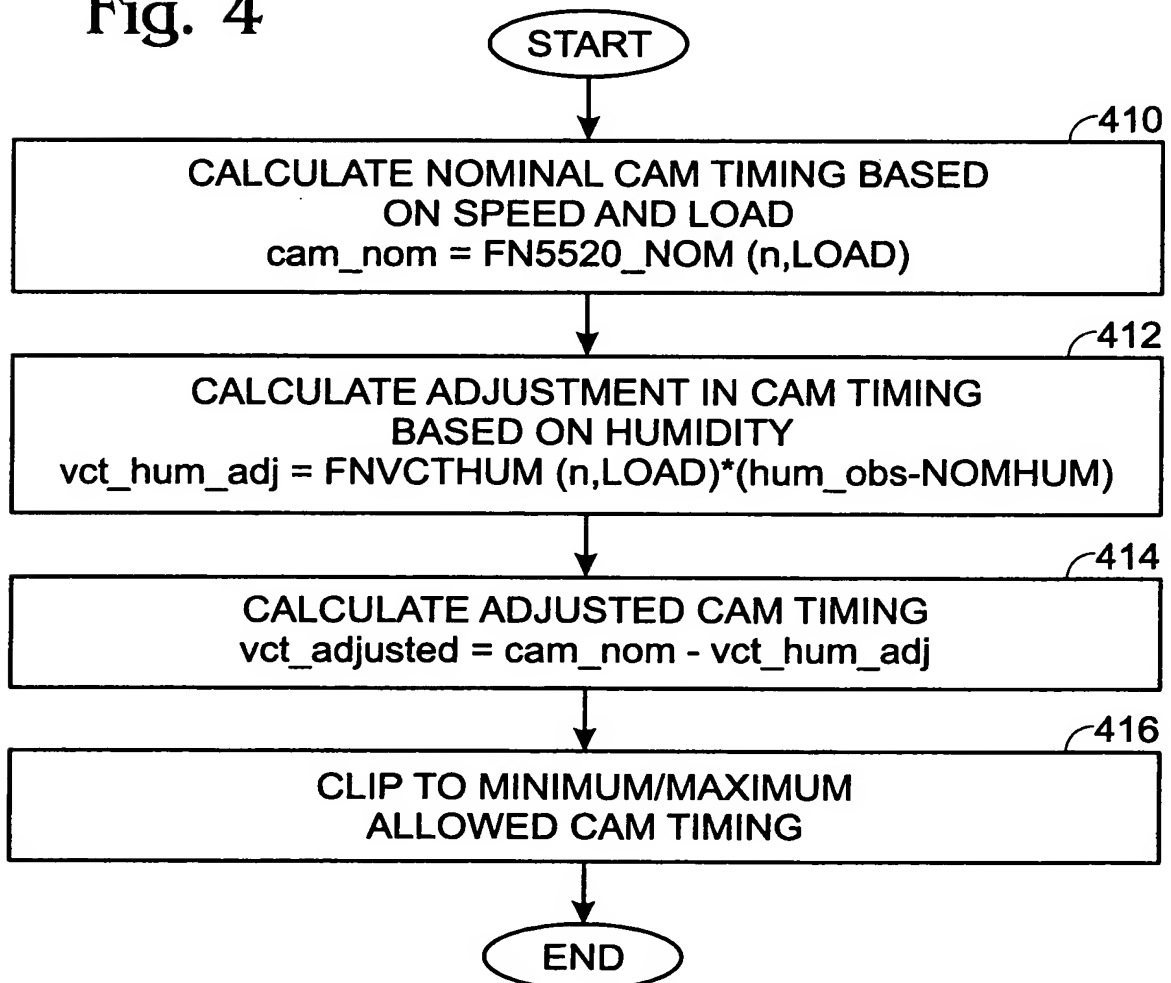 Fig. 4
START
410
CALCULATE NOMINAL CAM TIMING BASED
ON SPEED AND LOAD
cam_nom = FN5520_NOM (n,LOAD)
412
CALCULATE ADJUSTMENT IN CAM TIMING
BASED ON HUMIDITY
vct_hum_adj = FNVCTHUM (n,LOAD)*(hum_obs-NOMHUM)
414
CALCULATE ADJUSTED CAM TIMING
vct_adjusted = cam_nom - vct_hum_adj
416
CLIP TO MINIMUM/MAXIMUM
ALLOWED CAM TIMING
END